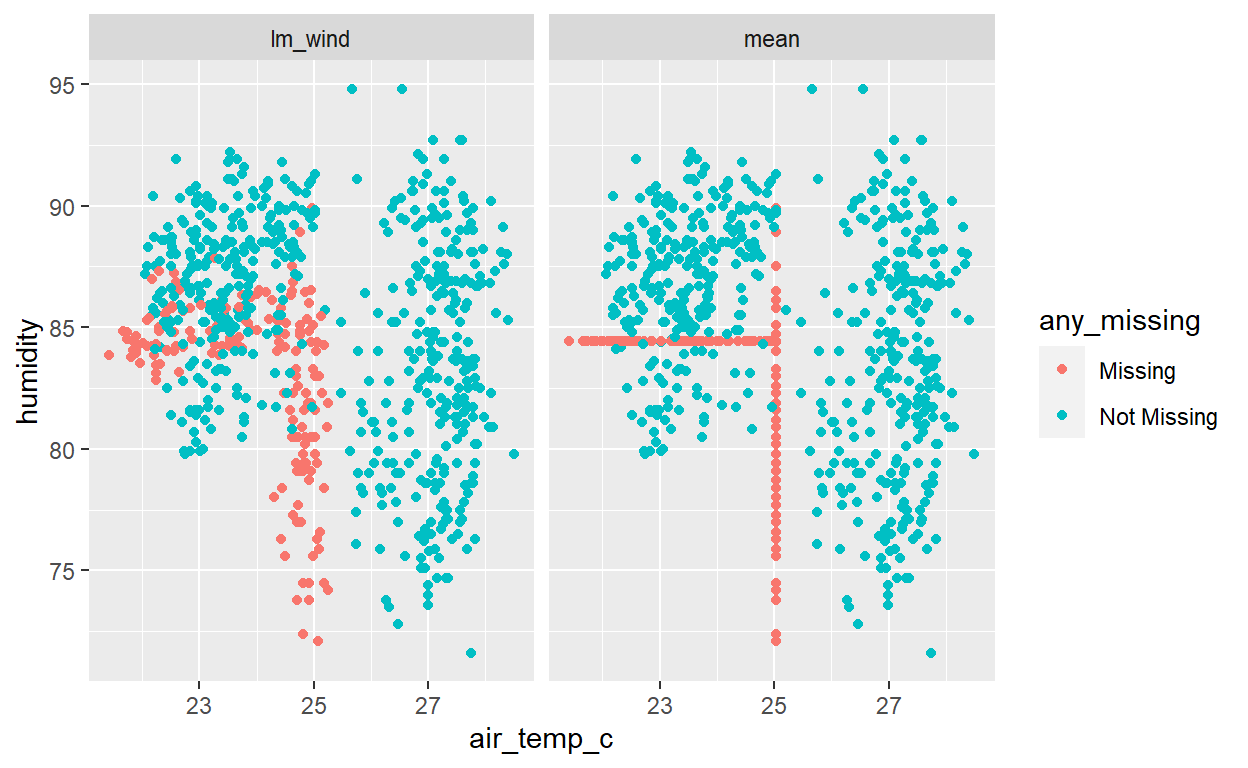 lm_wind
mean
95
90
85
80
75
humidity
23
25
27
23
25
27
air_temp_c
any_missing
Missing
Not Missing